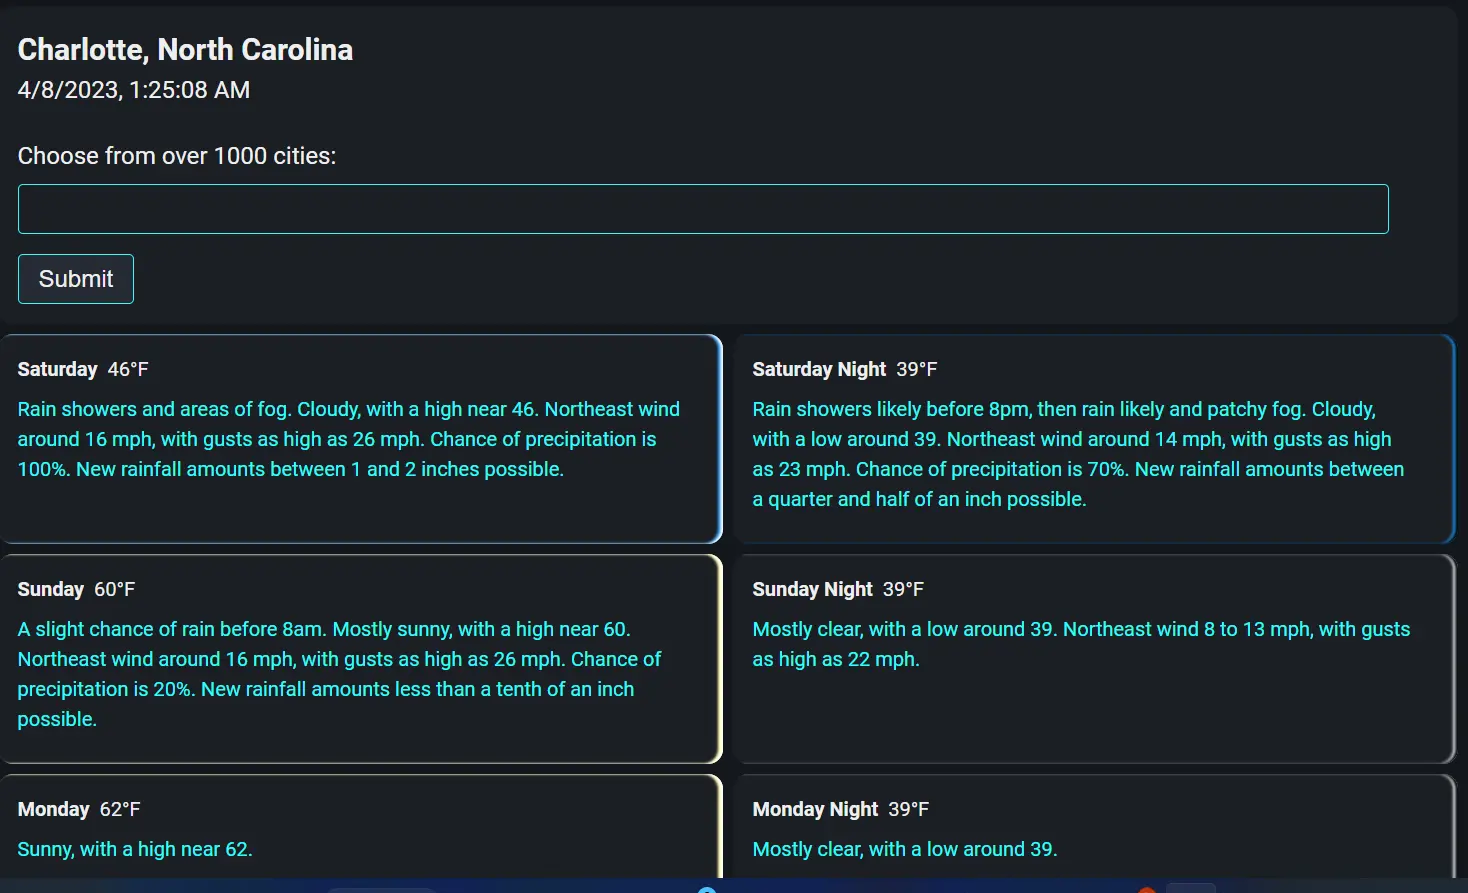 Charlotte, North Carolina
4/8/2023, 1:25:08 AM
Choose from over 1000 cities:
Submit
Saturday 46°F
Rain showers and areas of fog. Cloudy, with a high near 46. Northeast wind
around 16 mph, with gusts as high as 26 mph. Chance of precipitation is
100%. New rainfall amounts between 1 and 2 inches possible.
Saturday Night 39°F
Rain showers likely before 8pm, then rain likely and patchy fog. Cloudy,
with a low around 39. Northeast wind around 14 mph, with gusts as high
as 23 mph. Chance of precipitation is 70%. New rainfall amounts between
a quarter and half of an inch possible.
Sunday 60°F
A slight chance of rain before 8am. Mostly sunny, with a high near 60.
Northeast wind around 16 mph, with gusts as high as 26 mph. Chance of
precipitation is 20%. New rainfall amounts less than a tenth of an inch
possible.
Sunday Night 39°F
Mostly clear, with a low around 39. Northeast wind 8 to 13 mph, with gusts
as high as 22 mph.
Monday 62°F
Sunny, with a high near 62.
Monday Night 39°F
Mostly clear, with a low around 39.